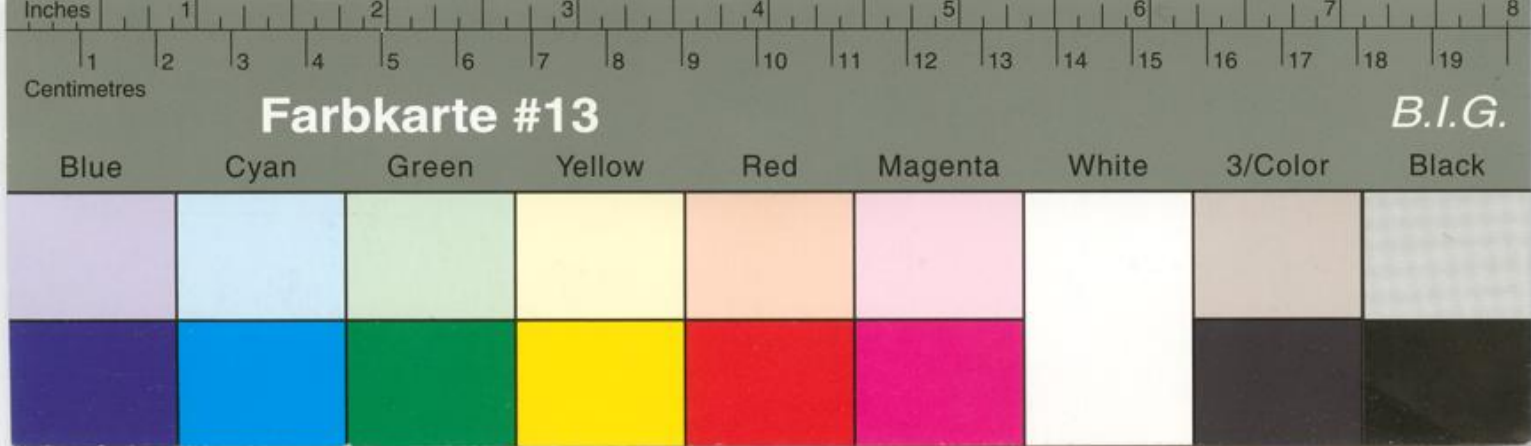 Inches 1 2 3 4 5 6 7 8
1 2 3 4 5 6 7 8 9 10 11 12 13 14 15 16 17 18 19
Centimetres
Farbkarte #13 B.I.G.
Blue Cyan Green Yellow Red Magenta White 3/Color Black